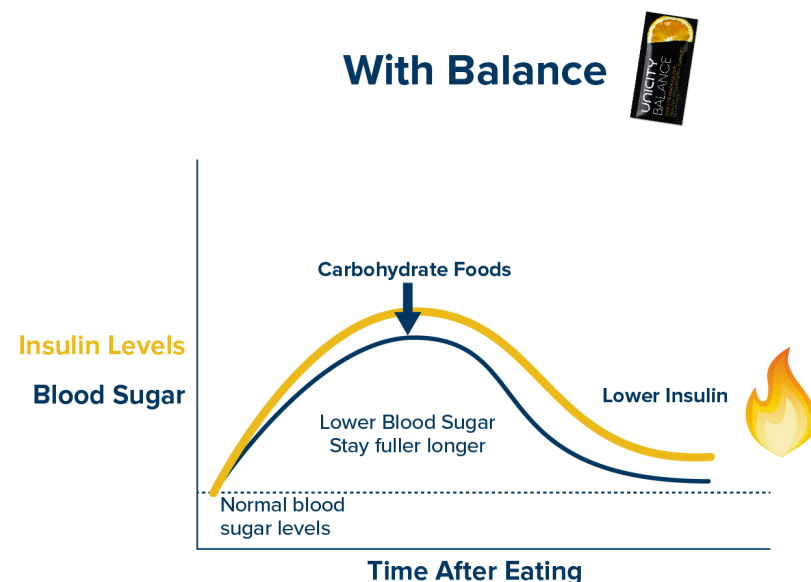 With Balance
UNICITY
BALANCE
Carbohydrate Foods
Insulin Levels
Blood Sugar
Lower Insulin
Lower Blood Sugar
Stay fuller longer
Normal blood
sugar levels
Time After Eating